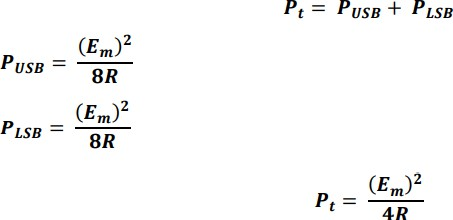 P_t = P_USB + P_LSB
P_USB = (E_m)^2 / 8R
P_LSB = (E_m)^2 / 8R
P_t = (E_m)^2 / 4R